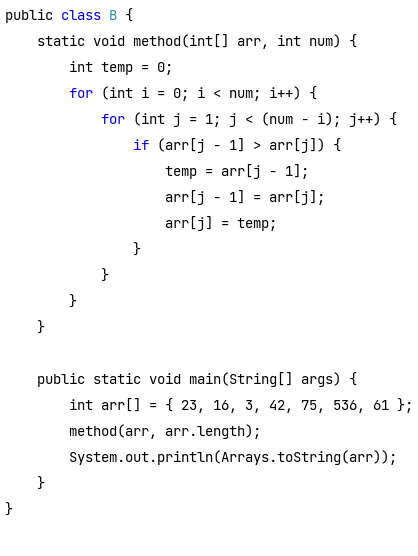 public class B {
    static void method(int[] arr, int num) {
        int temp = 0;
        for (int i = 0; i < num; i++) {
            for (int j = 1; j < (num - i); j++) {
                if (arr[j - 1] > arr[j]) {
                    temp = arr[j - 1];
                    arr[j - 1] = arr[j];
                    arr[j] = temp;
                }
            }
        }
    }

    public static void main(String[] args) {
        int arr[] = { 23, 16, 3, 42, 75, 536, 61 };
        method(arr, arr.length);
        System.out.println(Arrays.toString(arr));
    }
}